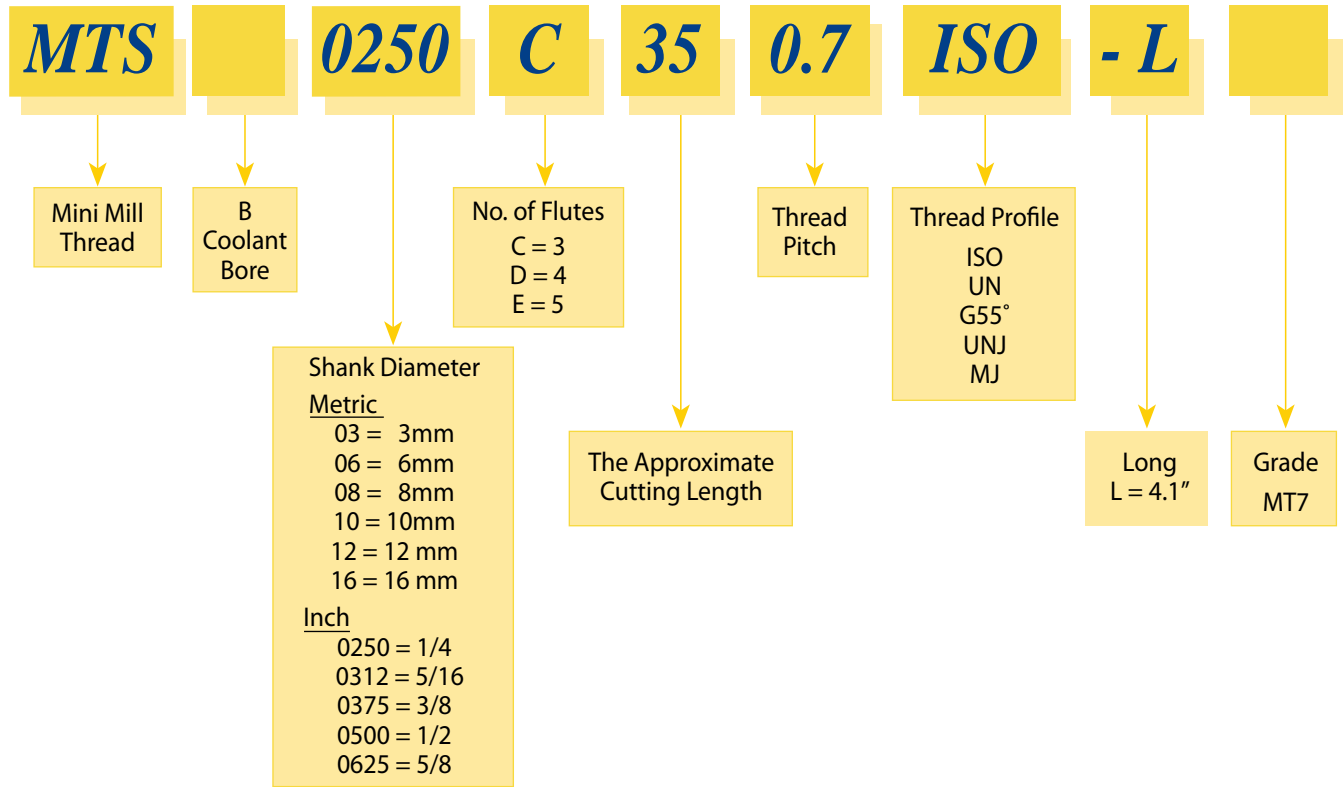 MTS 0250 C 35 0.7 ISO - L
Mini Mill
Thread
B
Coolant
Bore
Shank Diameter
Metric
03 = 3mm
06 = 6mm
08 = 8mm
10 = 10mm
12 = 12 mm
16 = 16 mm
Inch
0250 = 1/4
0312 = 5/16
0375 = 3/8
0500 = 1/2
0625 = 5/8
No. of Flutes
C = 3
D = 4
E = 5
The Approximate
Cutting Length
Thread
Pitch
Thread Profile
ISO
UN
G55˚
UNJ
MJ
Long
L = 4.1″
Grade
MT7